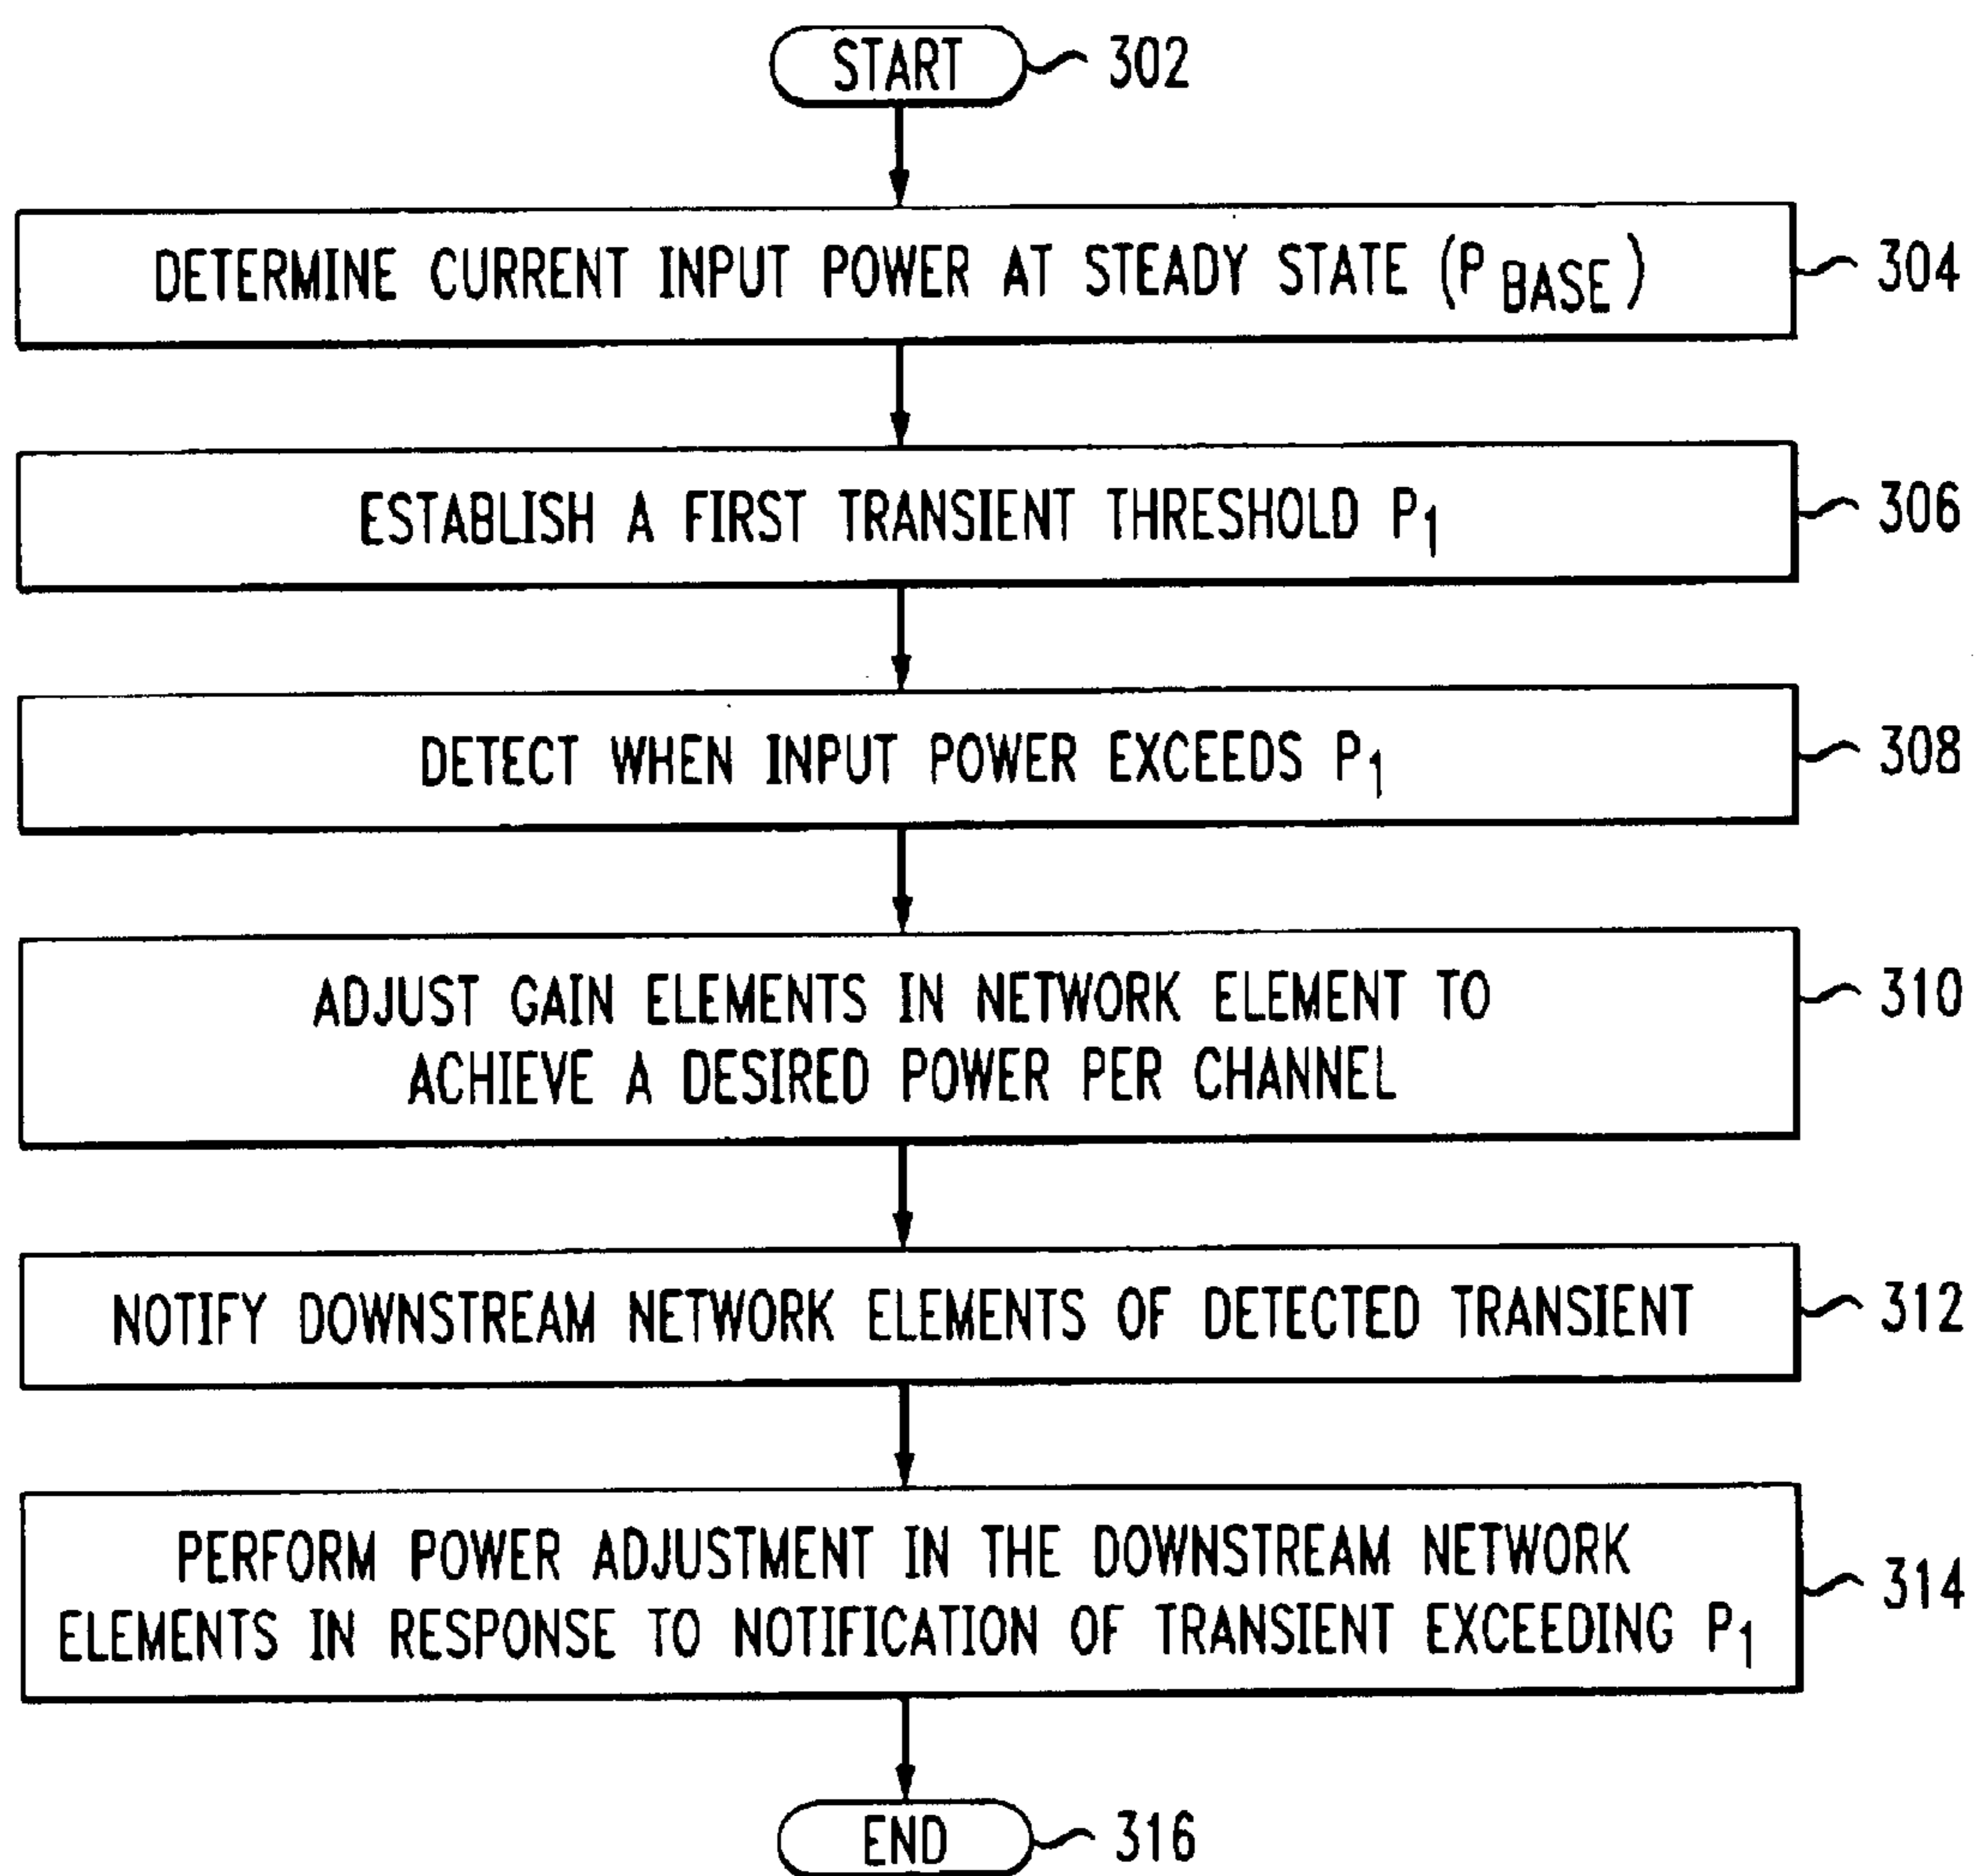 START 302
DETERMINE CURRENT INPUT POWER AT STEADY STATE (P BASE) 304
ESTABLISH A FIRST TRANSIENT THRESHOLD P1 306
DETECT WHEN INPUT POWER EXCEEDS P1 308
ADJUST GAIN ELEMENTS IN NETWORK ELEMENT TO 310
ACHIEVE A DESIRED POWER PER CHANNEL
NOTIFY DOWNSTREAM NETWORK ELEMENTS OF DETECTED TRANSIENT 312
PERFORM POWER ADJUSTMENT IN THE DOWNSTREAM NETWORK 314
ELEMENTS IN RESPONSE TO NOTIFICATION OF TRANSIENT EXCEEDING P1
END 316